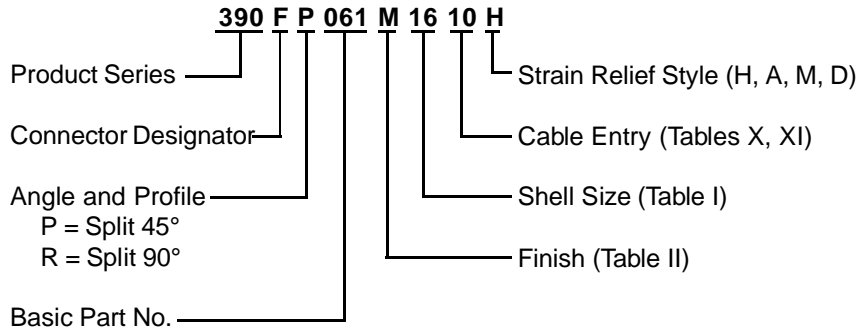 390 F P 061 M 16 10 H
Product Series
Connector Designator
Angle and Profile
P = Split 45°
R = Split 90°
Basic Part No.
Strain Relief Style (H, A, M, D)
Cable Entry (Tables X, XI)
Shell Size (Table I)
Finish (Table II)